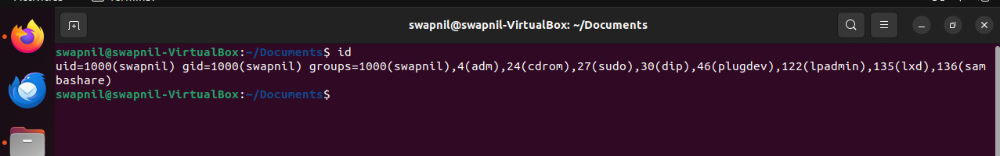 swapnil@swapnil-VirtualBox: ~/Documents
swapnil@swapnil-VirtualBox:~/Documents$ id
uid=1000(swapnil) gid=1000(swapnil) groups=1000(swapnil),4(adm),24(cdrom),27(sudo),30(dip),46(plugdev),122(lpadmin),135(lxd),136(sam
bashare)
swapnil@swapnil-VirtualBox:~/Documents$